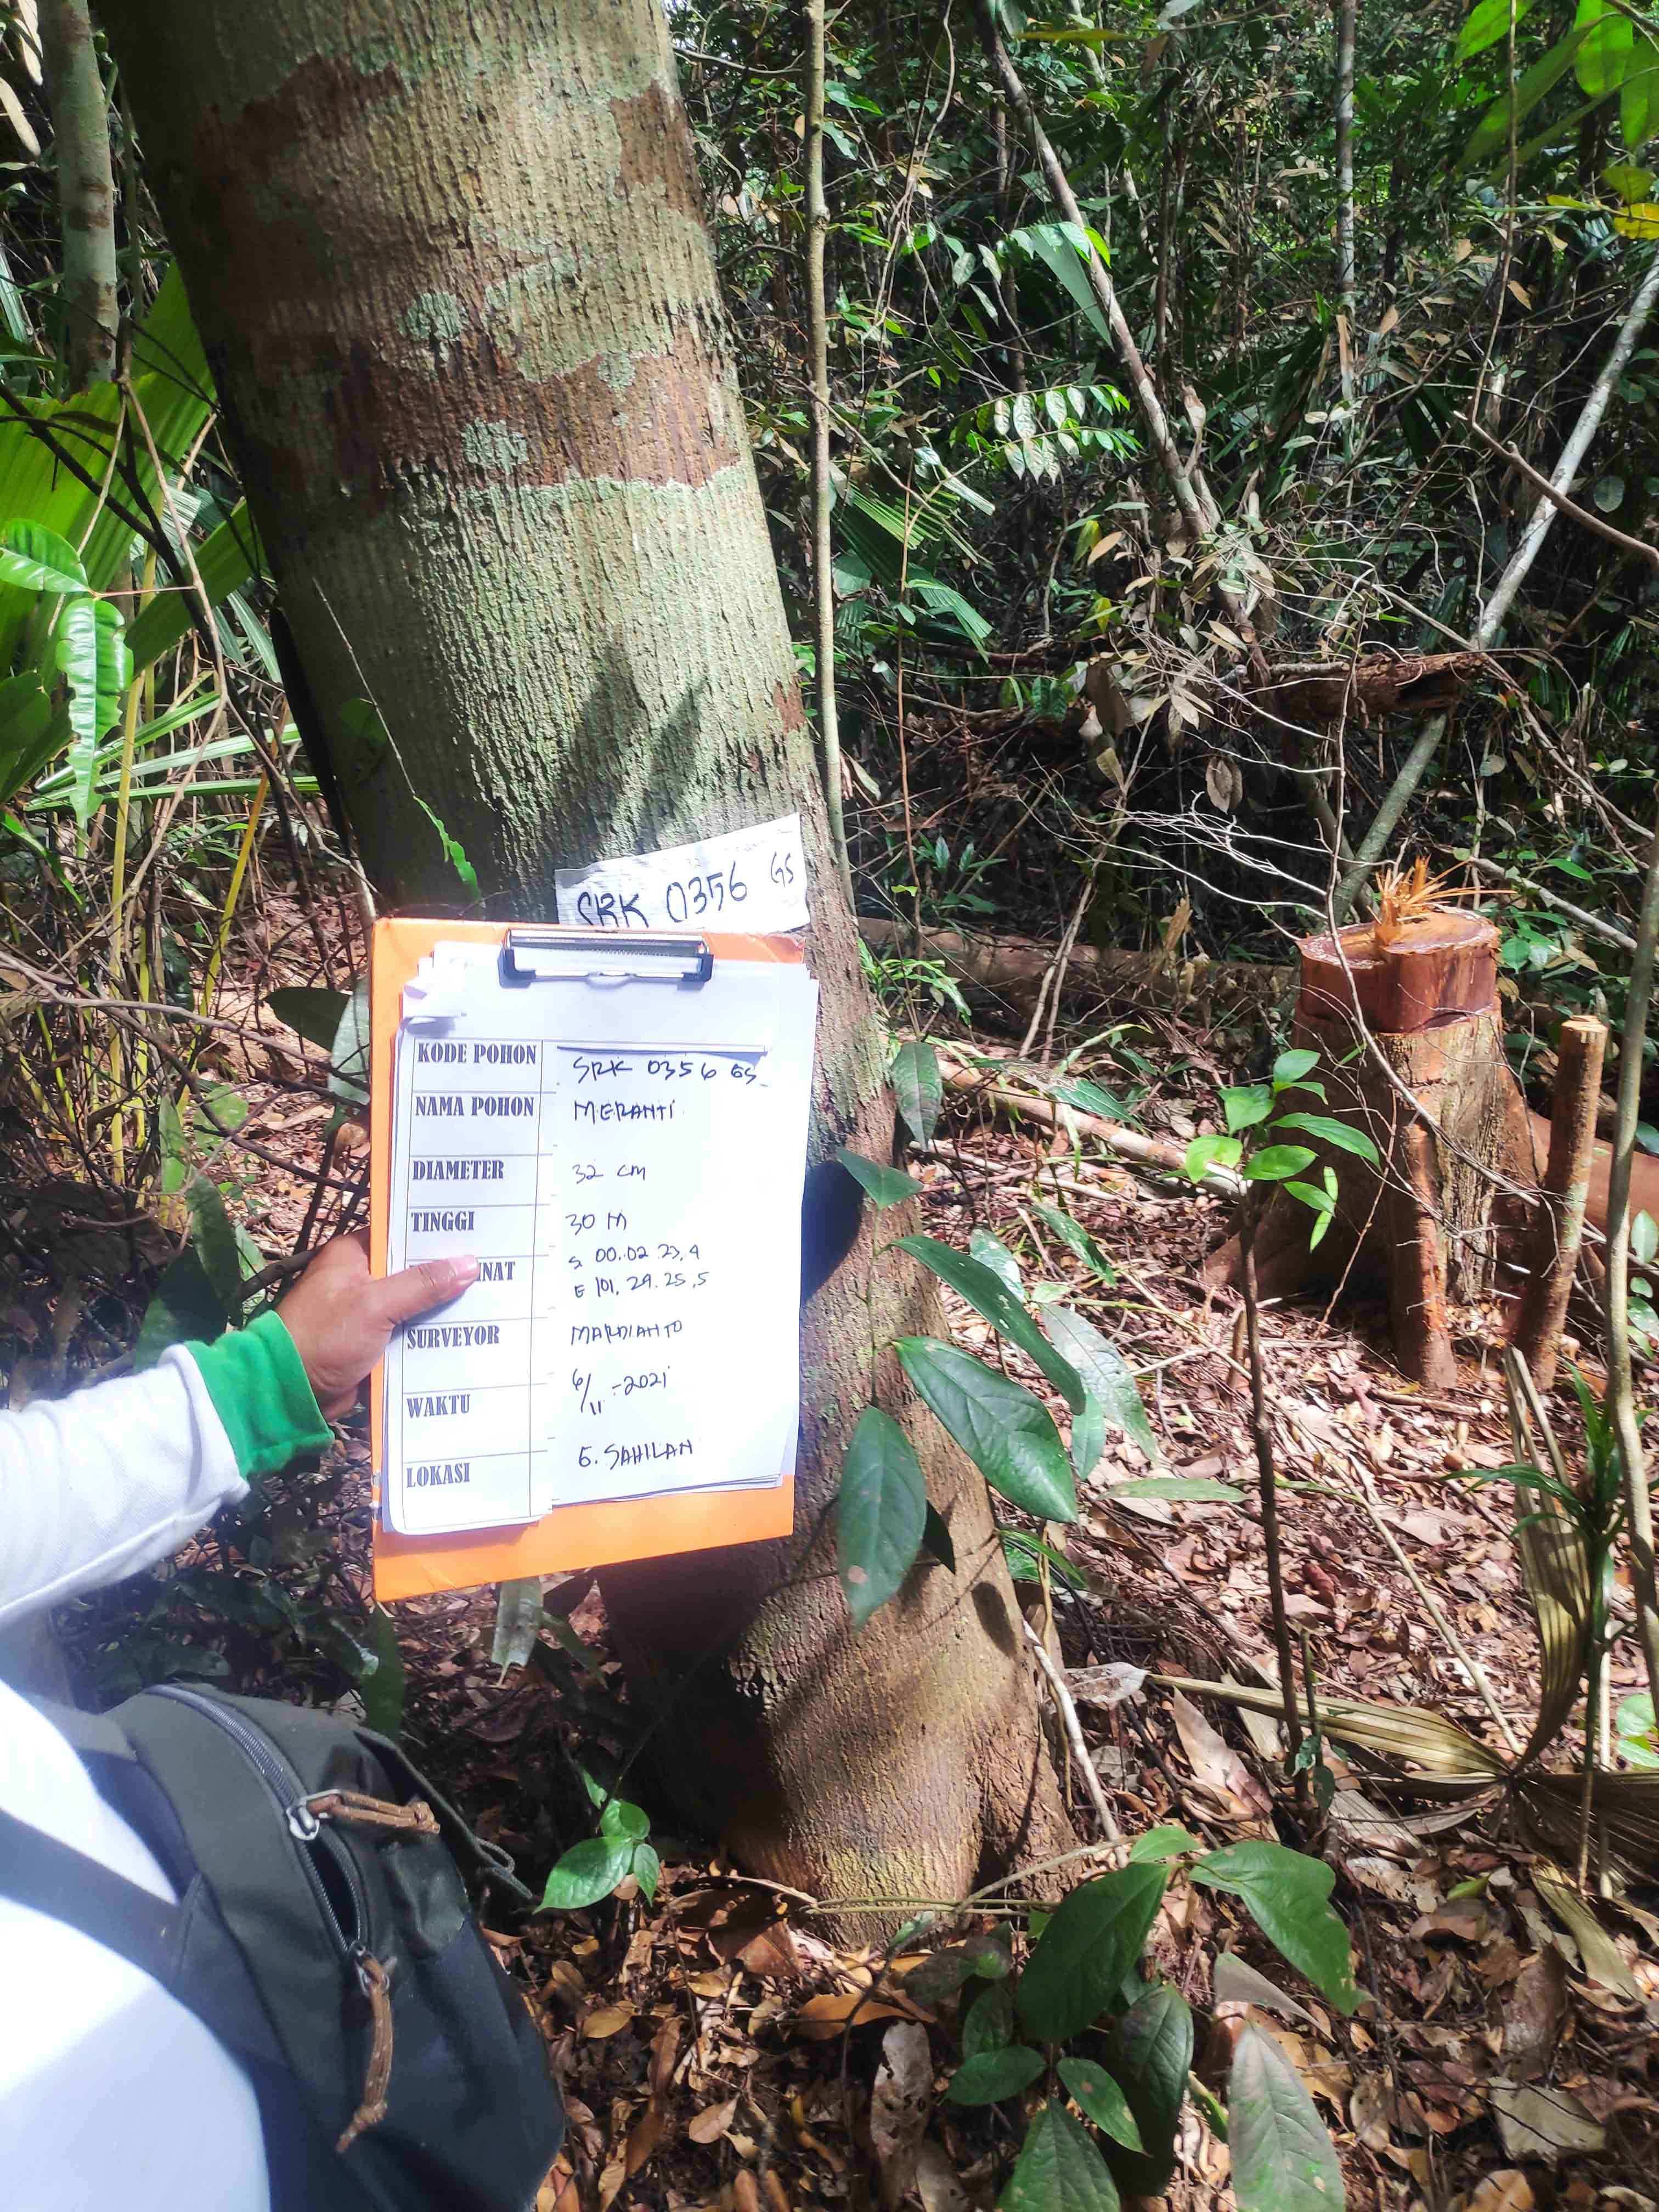 SRK 0356 GS
KODE POHON SRK 0356 GS
NAMA POHON MERANTI
DIAMETER 32 cm
TINGGI 30 M
INAT S 00.02.23,4
E 101.29.25,5
SURVEYOR MARDIANTO
WAKTU 6/11-2021
LOKASI G. SAHILAN